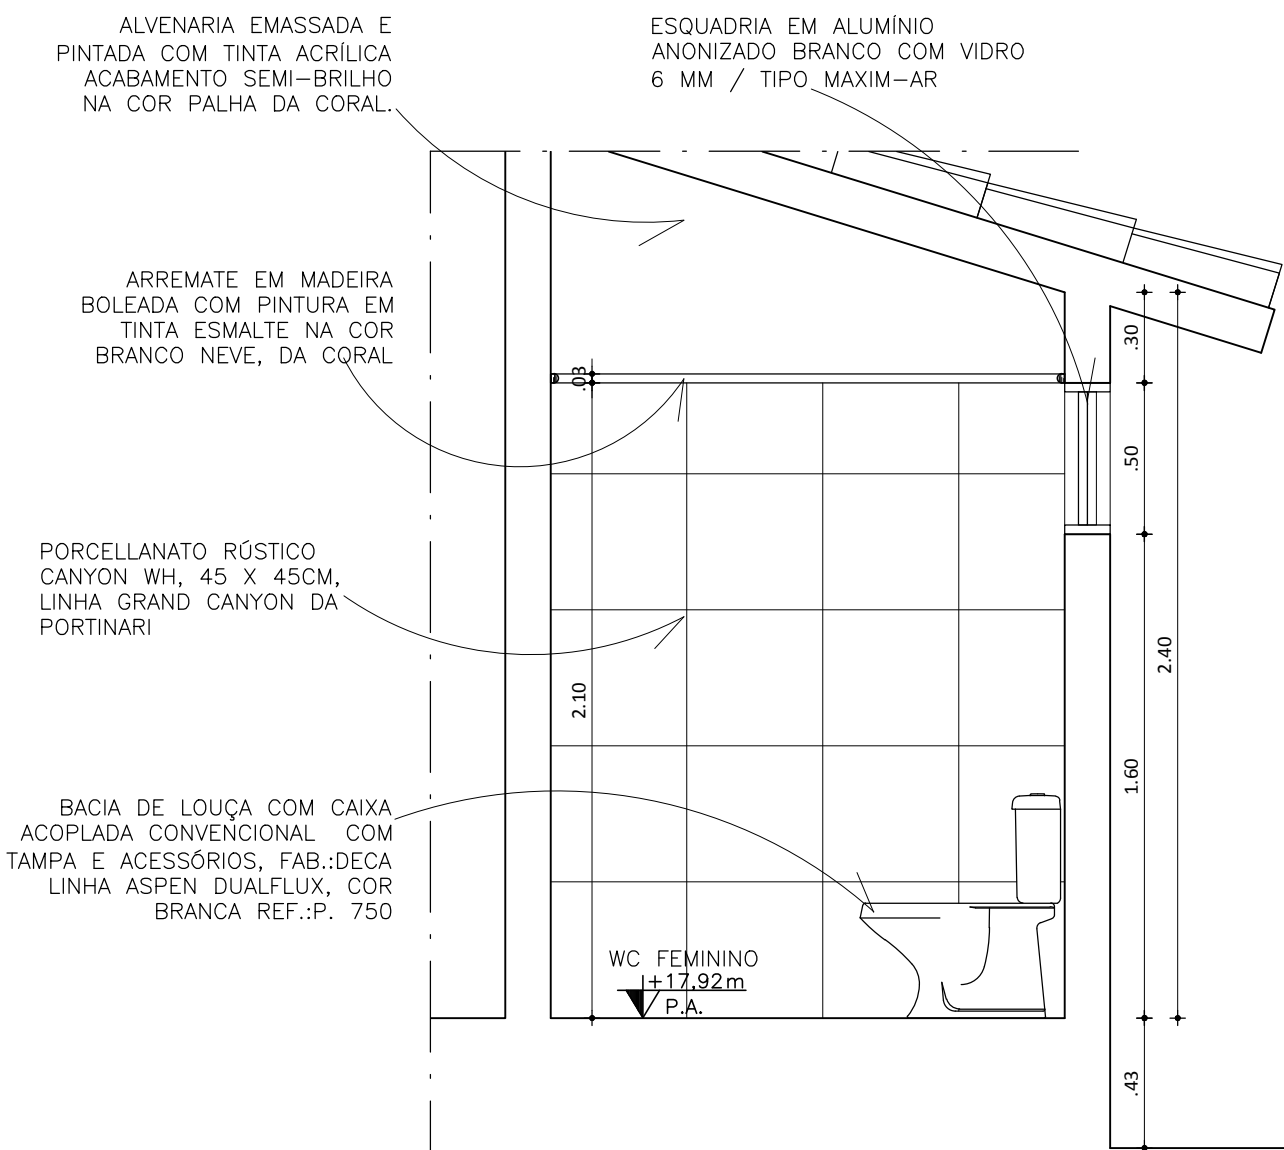 ALVENARIA EMASSADA E
PINTADA COM TINTA ACRÍLICA
ACABAMENTO SEMI-BRILHO
NA COR PALHA DA CORAL.
ESQUADRIA EM ALUMÍNIO
ANONIZADO BRANCO COM VIDRO
6 MM / TIPO MAXIM-AR
ARREMATE EM MADEIRA
BOLEADA COM PINTURA EM
TINTA ESMALTE NA COR
BRANCO NEVE, DA CORAL
.03
.30
.50
PORCELLANATO RÚSTICO
CANYON WH, 45 X 45CM,
LINHA GRAND CANYON DA
PORTINARI
2.10
2.40
1.60
BACIA DE LOUÇA COM CAIXA
ACOPLADA CONVENCIONAL COM
TAMPA E ACESSÓRIOS, FAB.:DECA
LINHA ASPEN DUALFLUX, COR
BRANCA REF.:P. 750
WC FEMININO
+17,92m
P.A.
.43